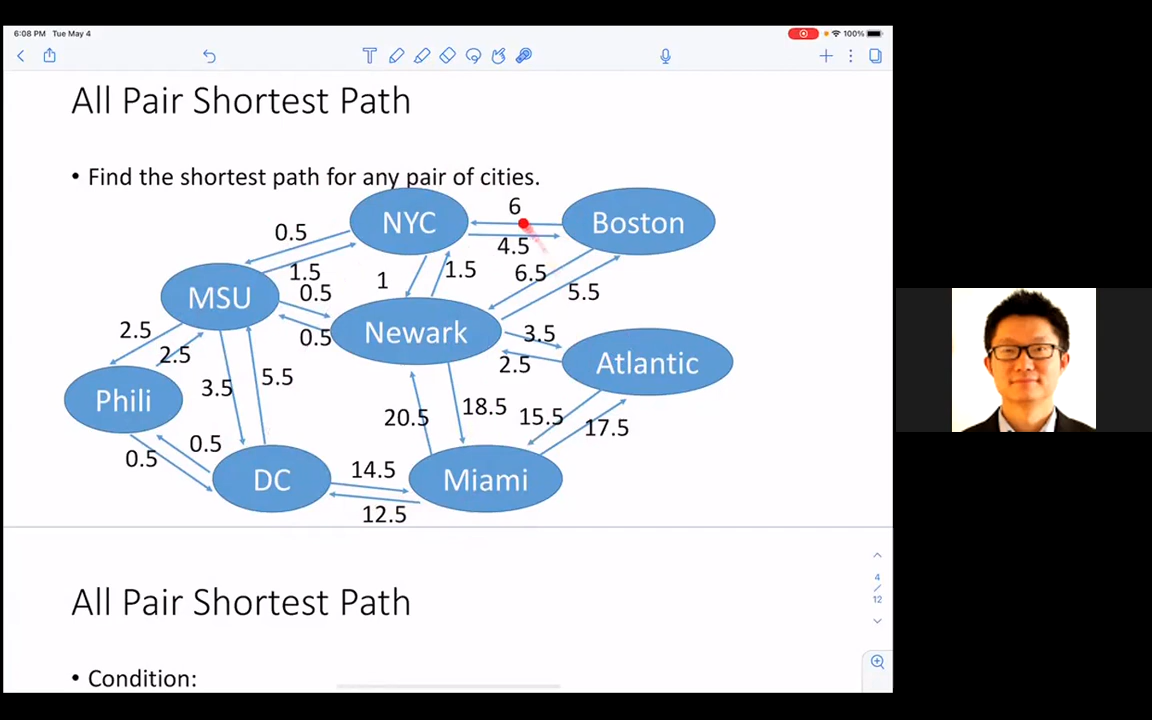 6:08 PM Tue May 4
100%
All Pair Shortest Path
• Find the shortest path for any pair of cities.
6
NYC
Boston
0.5
4.5
1.5
1
1.5
6.5
MSU
0.5
5.5
Newark
0.5
3.5
2.5
2.5
2.5
Atlantic
Phili
3.5
5.5
20.5
18.5
15.5
17.5
0.5
0.5
DC
14.5
Miami
12.5
4
/
12
All Pair Shortest Path
• Condition: